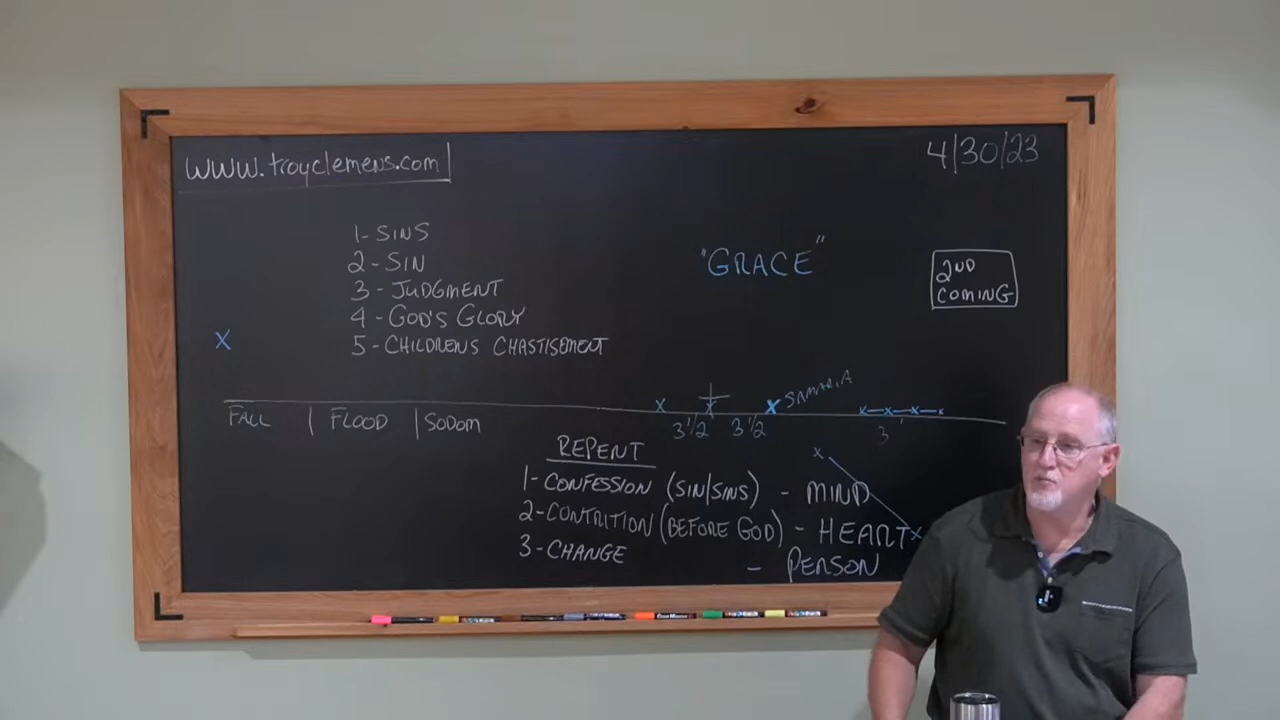 www.troyclemens.com
4/30/23
1- SINS
2- SIN
3- JUDGMENT
4- GOD'S GLORY
5- CHILDRENS CHASTISEMENT
"GRACE"
2ND
COMING
X
X X X SAMARIA X-X-X-X
FALL | FLOOD | SODOM
3 1/2 3 1/2
3
REPENT
1- CONFESSION (SIN/SINS) - MIND
2- CONTRITION (BEFORE GOD) - HEART
3- CHANGE - PERSON
X
X